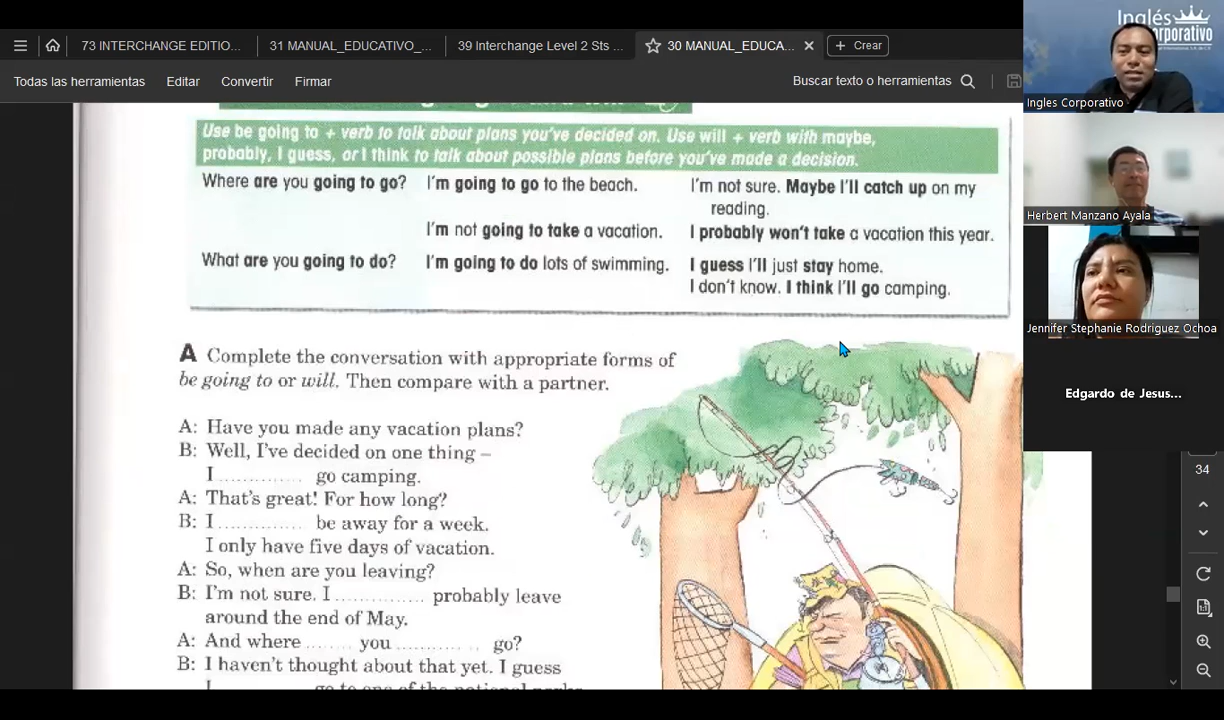 73 INTERCHANGE EDITIO...
31 MANUAL_EDUCATIVO_...
39 Interchange Level 2 Sts ...
30 MANUAL_EDUCA...
Crear
Todas las herramientas
Editar
Convertir
Firmar
Buscar texto o herramientas
Use be going to + verb to talk about plans you've decided on. Use will + verb with maybe,
probably, I guess, or I think to talk about possible plans before you've made a decision.
Where are you going to go? I'm going to go to the beach. I'm not sure. Maybe I'll catch up on my
reading.
I'm not going to take a vacation. I probably won't take a vacation this year.
What are you going to do? I'm going to do lots of swimming. I guess I'll just stay home.
I don't know. I think I'll go camping.
A Complete the conversation with appropriate forms of
be going to or will. Then compare with a partner.
A: Have you made any vacation plans?
B: Well, I've decided on one thing –
I .............. go camping.
A: That's great! For how long?
B: I .............. be away for a week.
I only have five days of vacation.
A: So, when are you leaving?
B: I'm not sure. I .............. probably leave
around the end of May.
A: And where ........ you .............. go?
B: I haven't thought about that yet. I guess
I .............. go to one of the national parks
Inglés
Corporativo
Ingles Corporativo
Herbert Manzano Ayala
Jennifer Stephanie Rodriguez Ochoa
Edgardo de Jesus...
34